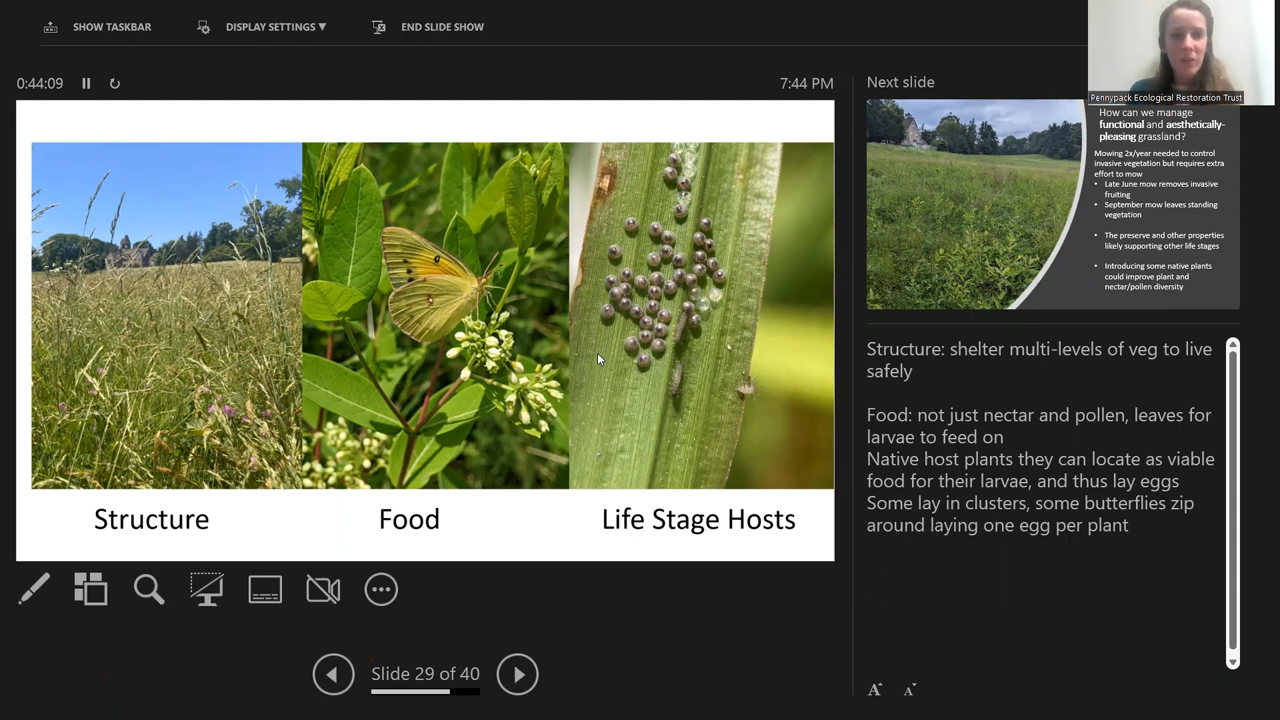 SHOW TASKBAR
DISPLAY SETTINGS ▼
END SLIDE SHOW
0:44:09
7:44 PM
Next slide
Pennypack Ecological Restoration Trust
How can we manage
functional and aesthetically-
pleasing grassland?
Mowing 2x/year needed to control
invasive vegetation but requires extra
effort to mow
• Late June mow removes invasive
fruiting
• September mow leaves standing
vegetation
• The preserve and other properties
likely supporting other life stages
• Introducing some native plants
could improve plant and
nectar/pollen diversity
Structure
Food
Life Stage Hosts
Structure: shelter multi-levels of veg to live
safely
Food: not just nectar and pollen, leaves for
larvae to feed on
Native host plants they can locate as viable
food for their larvae, and thus lay eggs
Some lay in clusters, some butterflies zip
around laying one egg per plant
Slide 29 of 40
A A